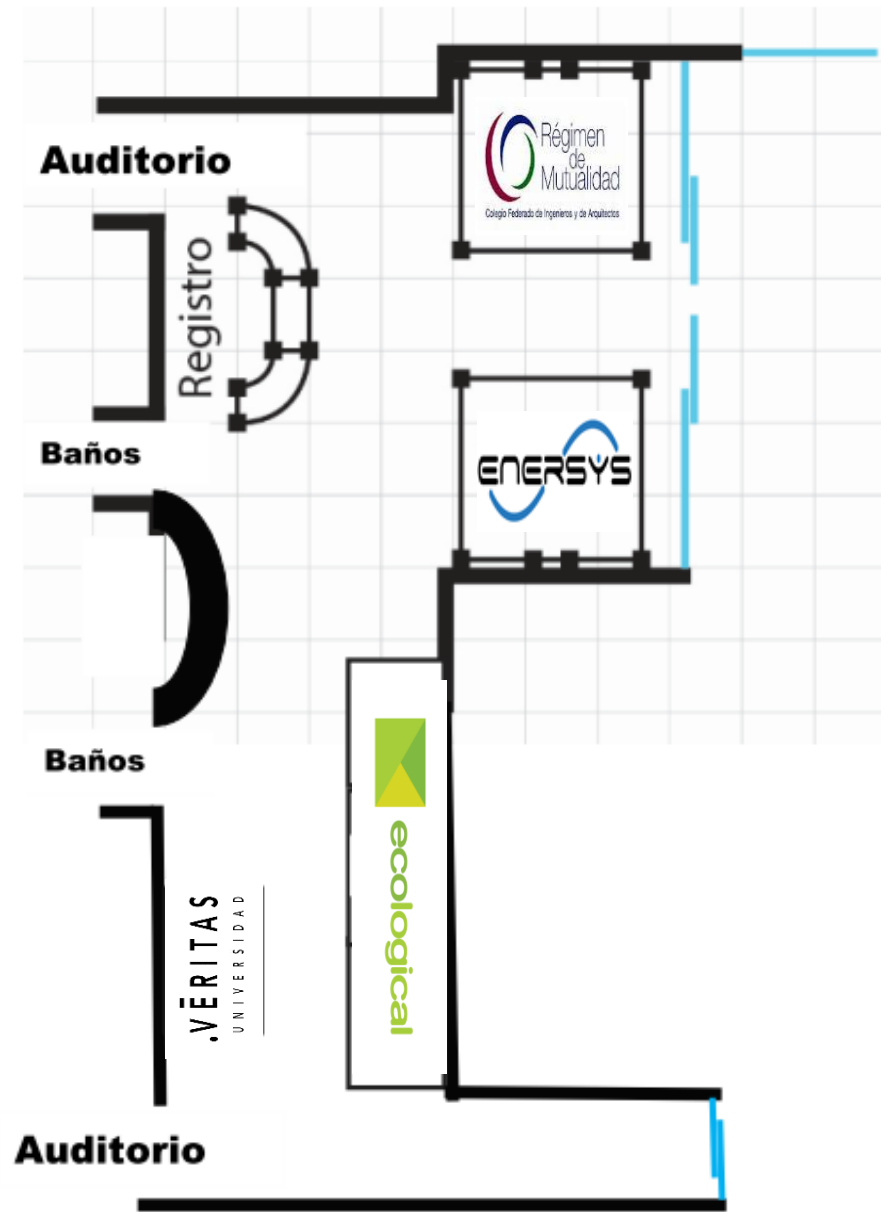 Auditorio
Régimen
de
Mutualidad
Colegio Federado de Ingenieros y de Arquitectos
Registro
Baños
ENERSYS
Baños
ecological
.VĒRITAS
UNIVERSIDAD
Auditorio